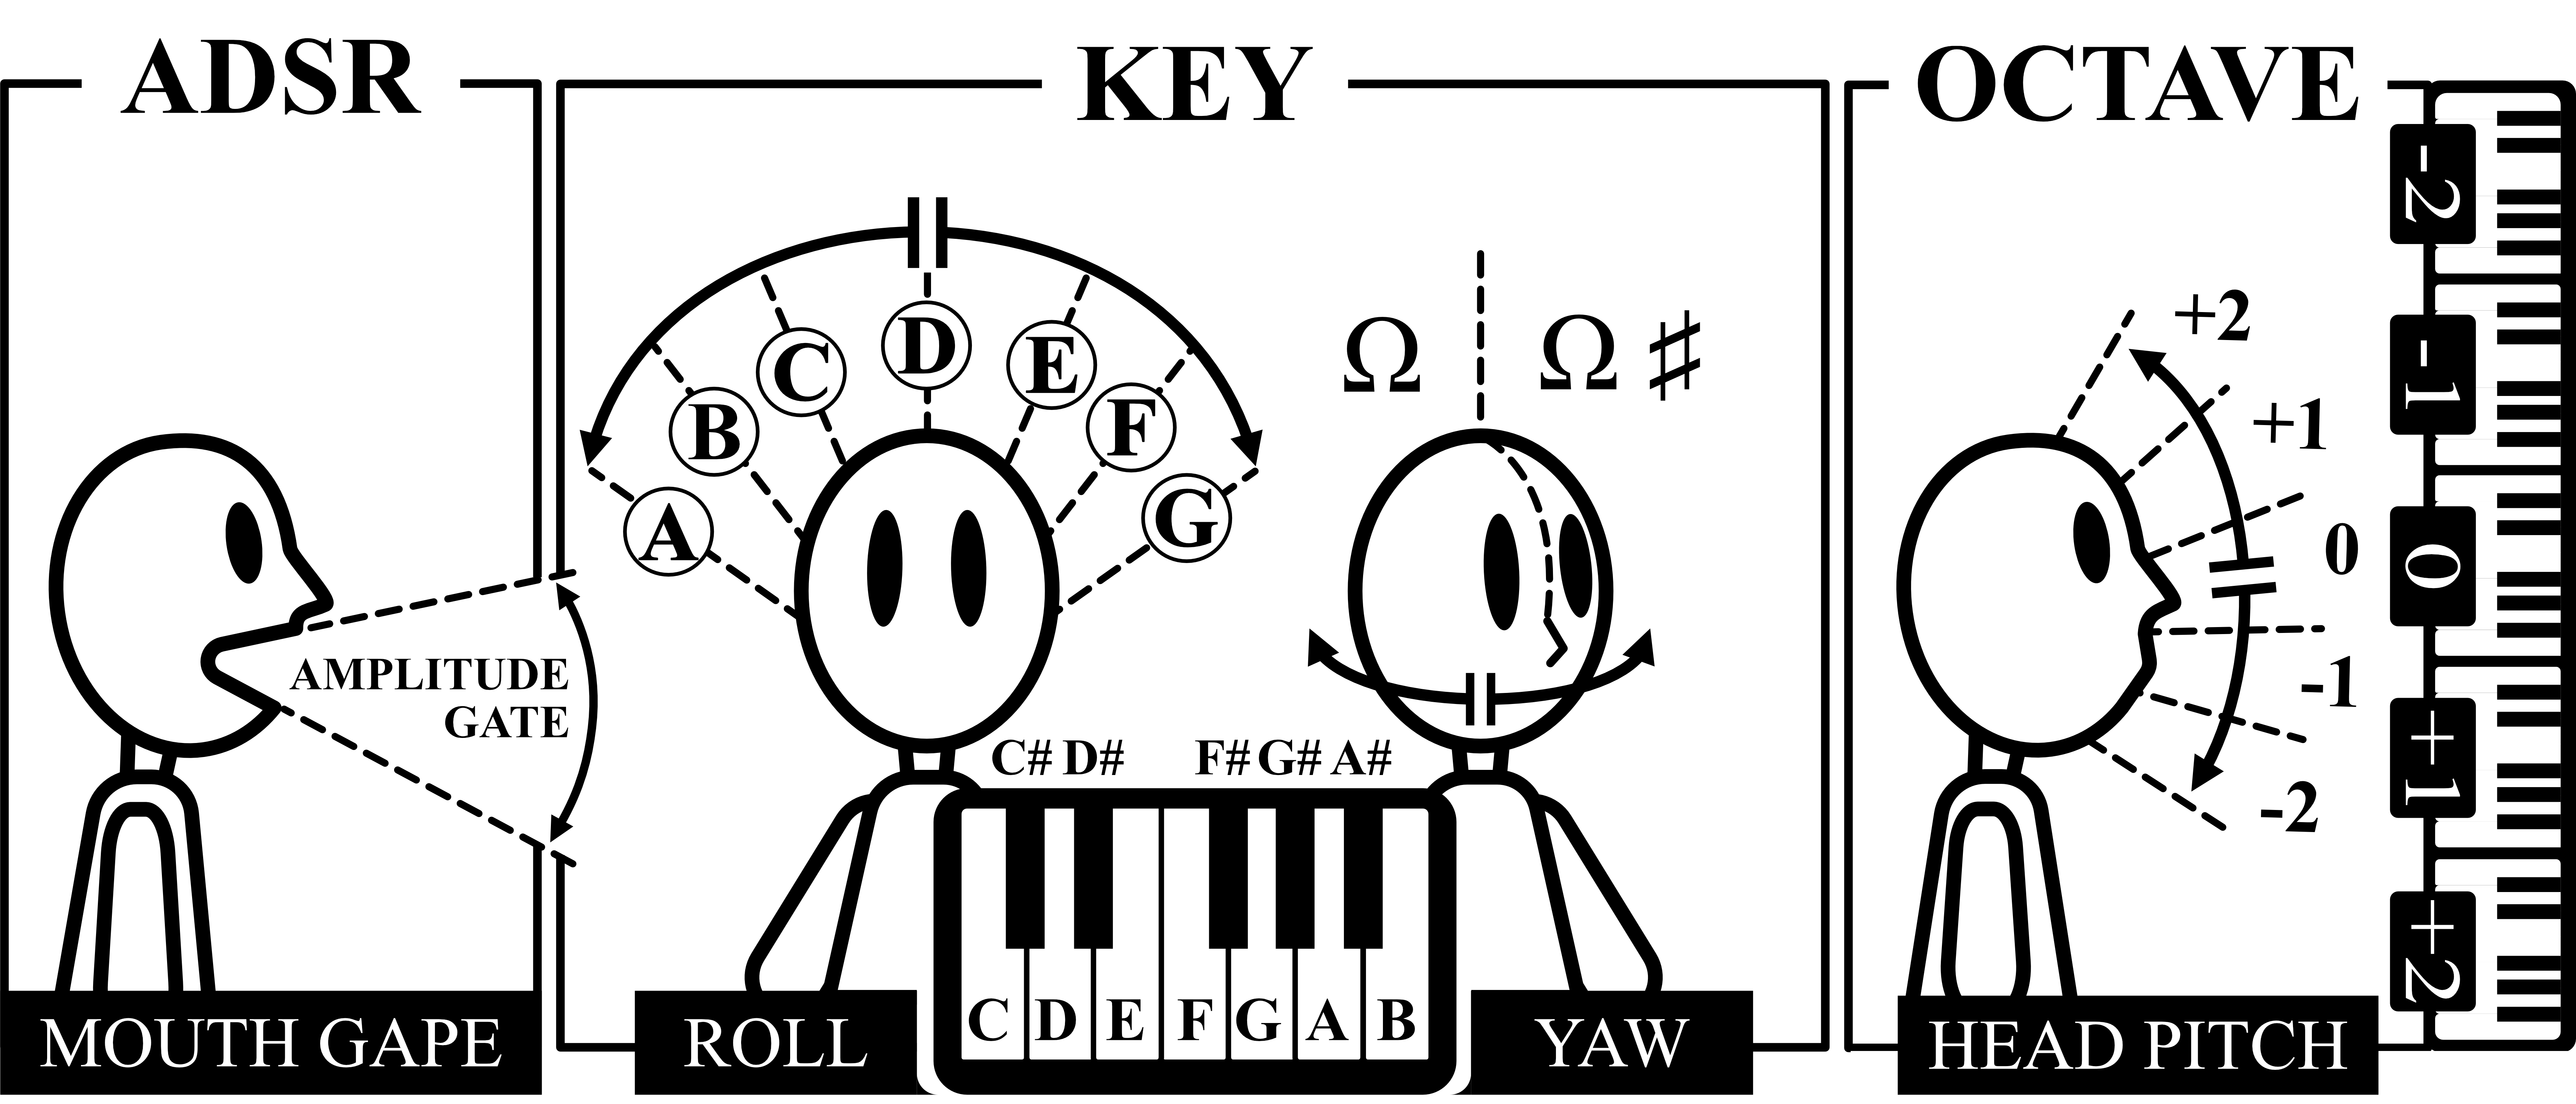 ADSR
AMPLITUDE
GATE
MOUTH GAPE
KEY
A B C D E F G
Ω Ω ♯
C# D# F# G# A#
C D E F G A B
ROLL
YAW
OCTAVE
+2
+1
0
-1
-2
HEAD PITCH
-2
-1
0
+1
+2